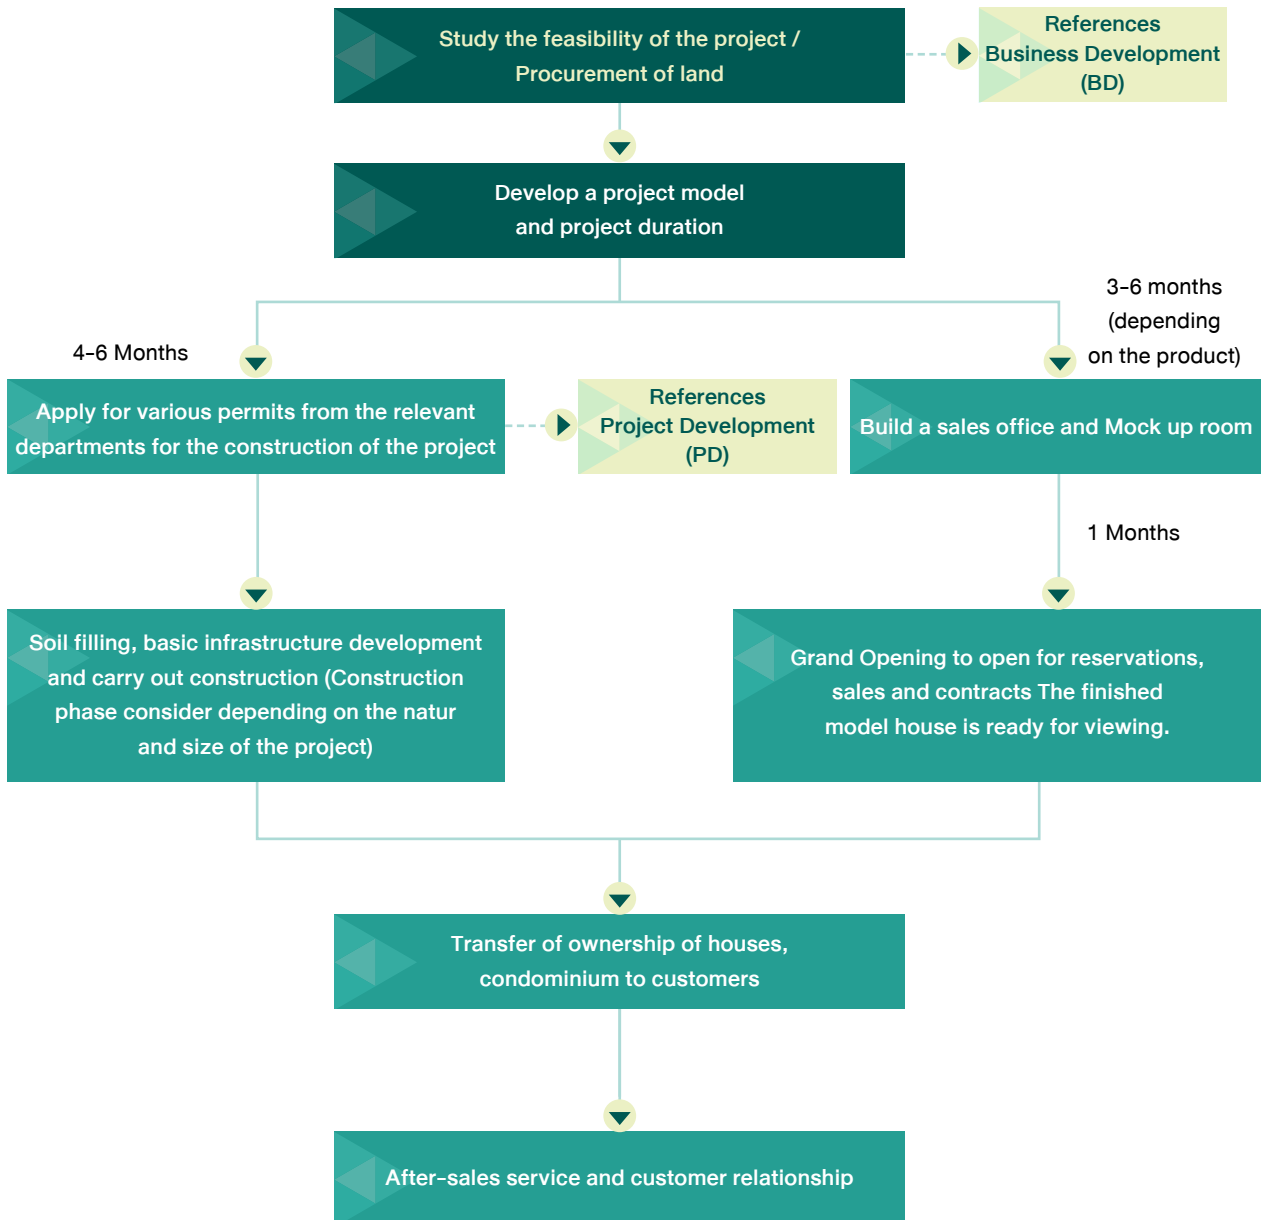 Study the feasibility of the project /
Procurement of land
References
Business Development
(BD)
Develop a project model
and project duration
4-6 Months
3-6 months
(depending
on the product)
Apply for various permits from the relevant
departments for the construction of the project
References
Project Development
(PD)
Build a sales office and Mock up room
1 Months
Soil filling, basic infrastructure development
and carry out construction (Construction
phase consider depending on the natur
and size of the project)
Grand Opening to open for reservations,
sales and contracts The finished
model house is ready for viewing.
Transfer of ownership of houses,
condominium to customers
After-sales service and customer relationship